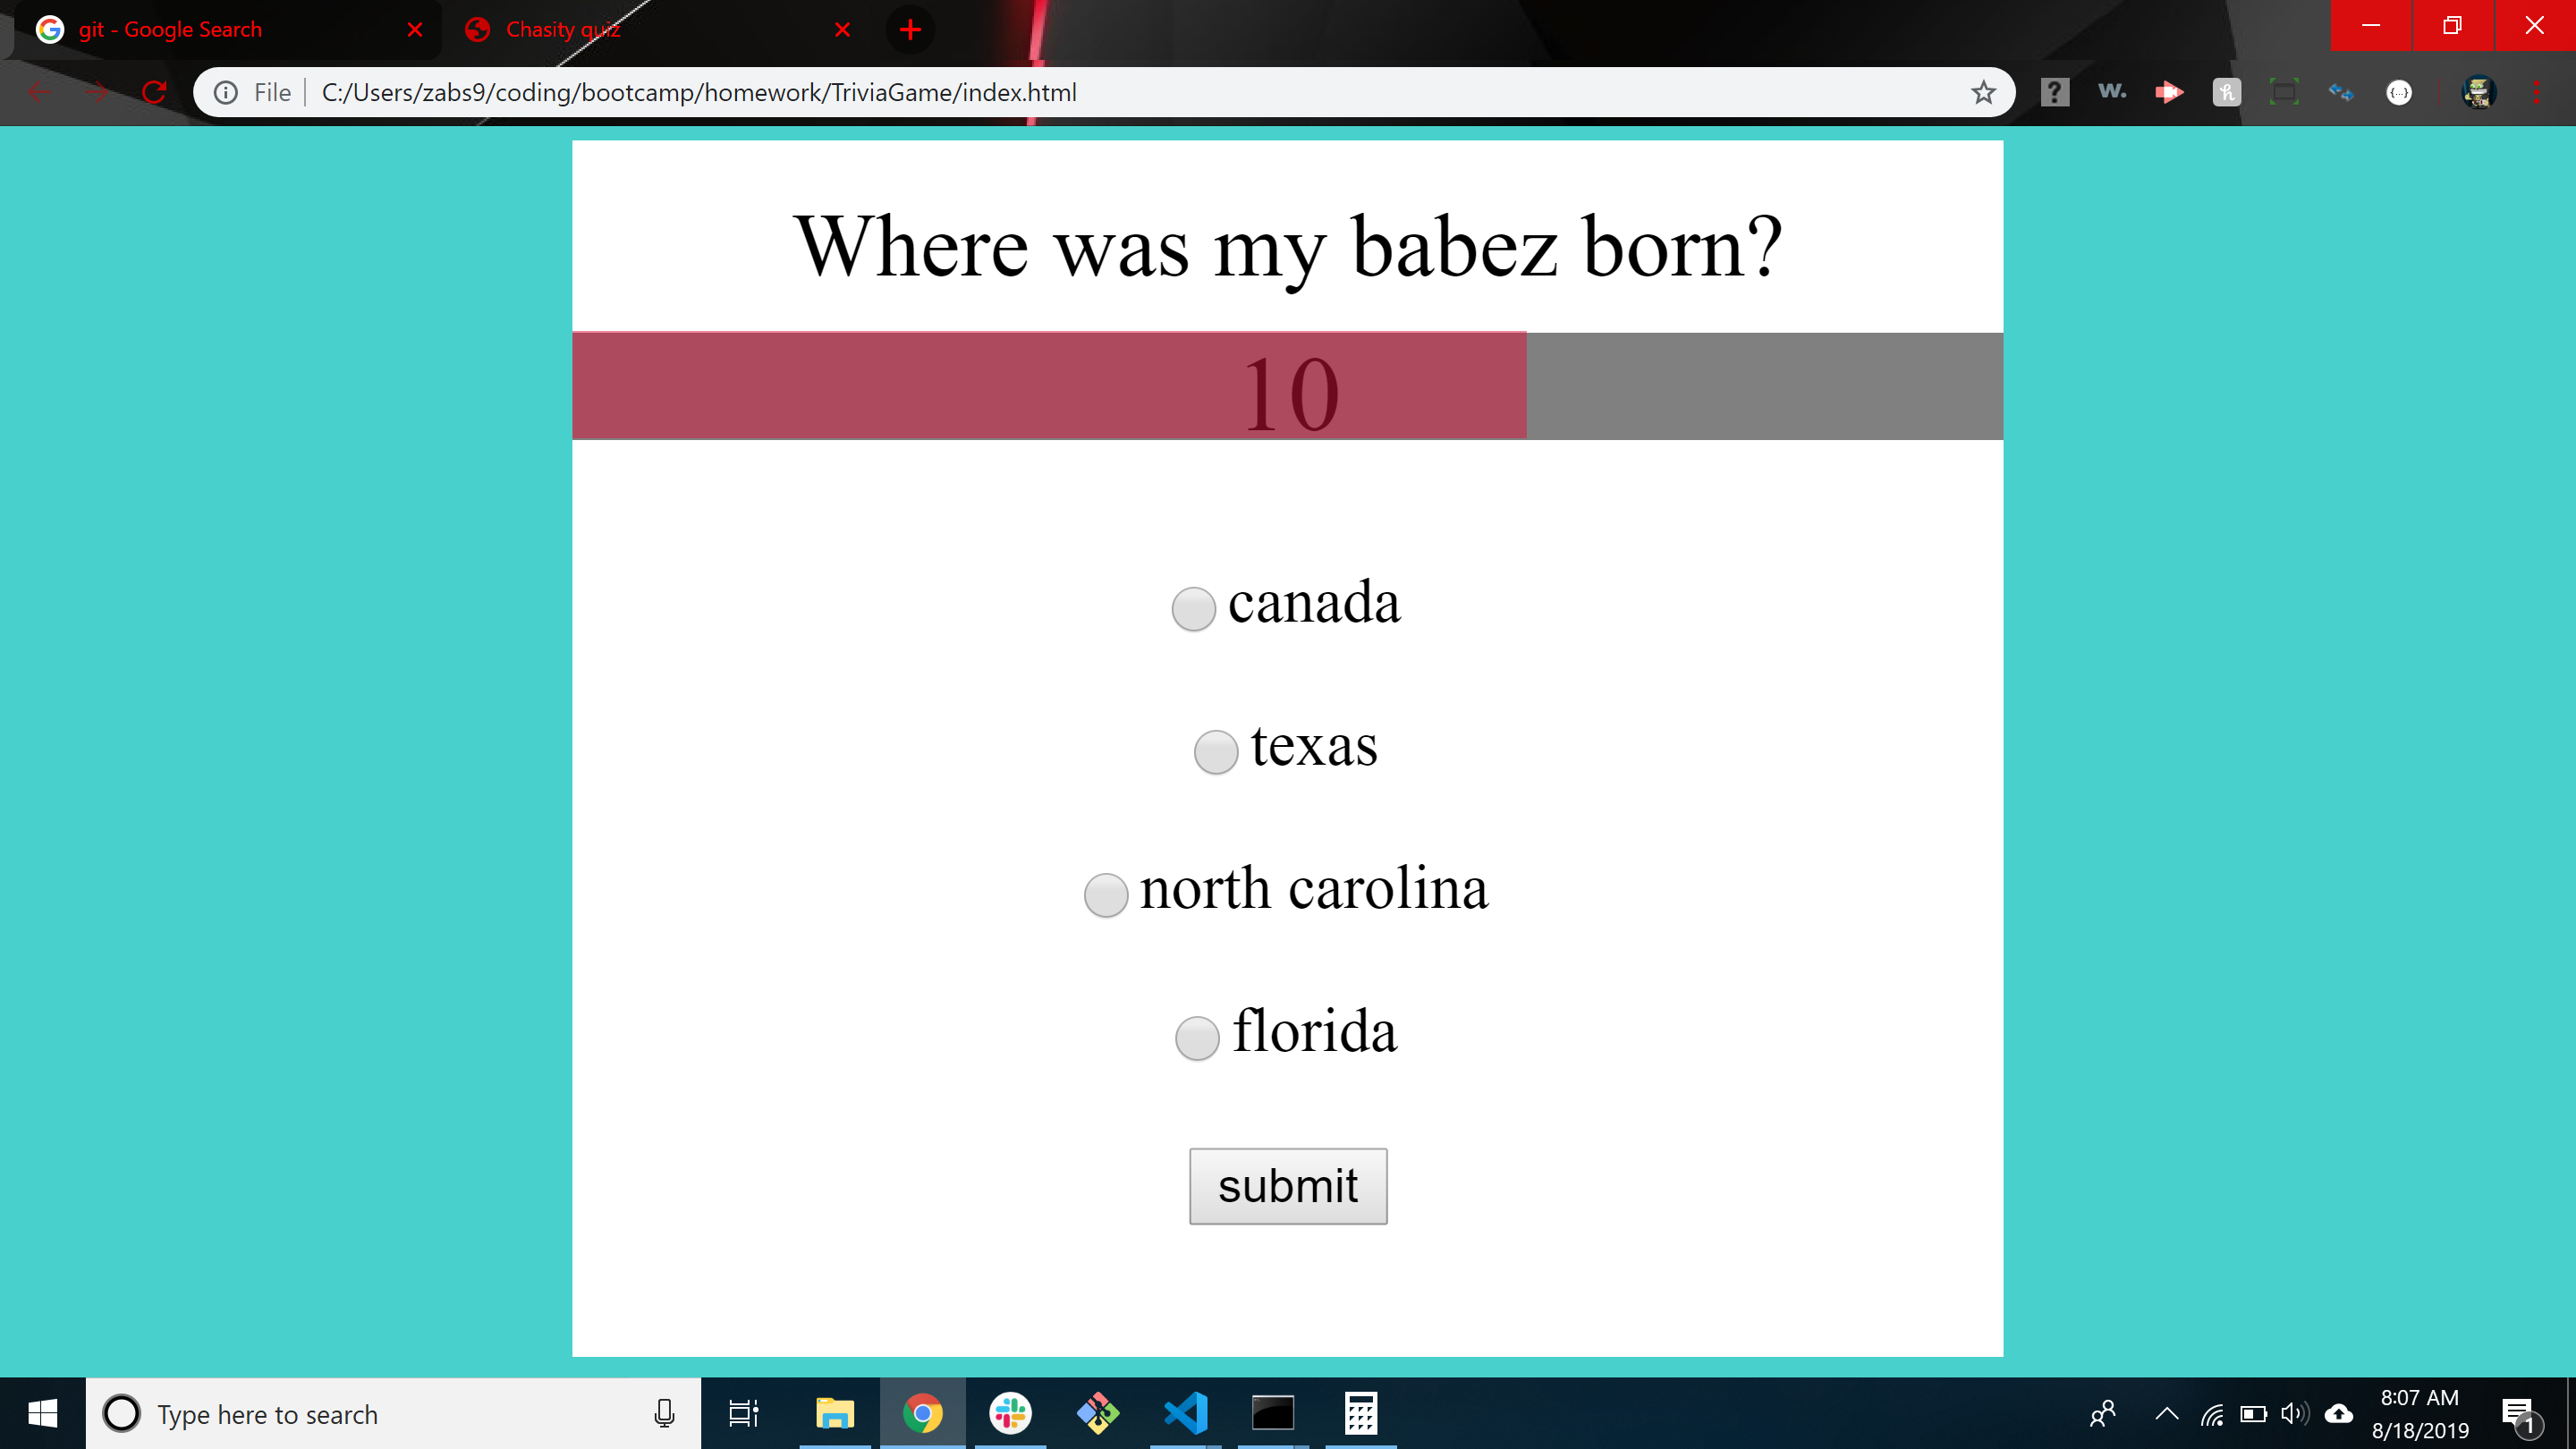 git - Google Search
Chasity quiz
File
C:/Users/zabs9/coding/bootcamp/homework/TriviaGame/index.html
?
w.
h
{...}
Where was my babez born?
10
canada
texas
north carolina
florida
submit
Type here to search
8:07 AM
8/18/2019
1